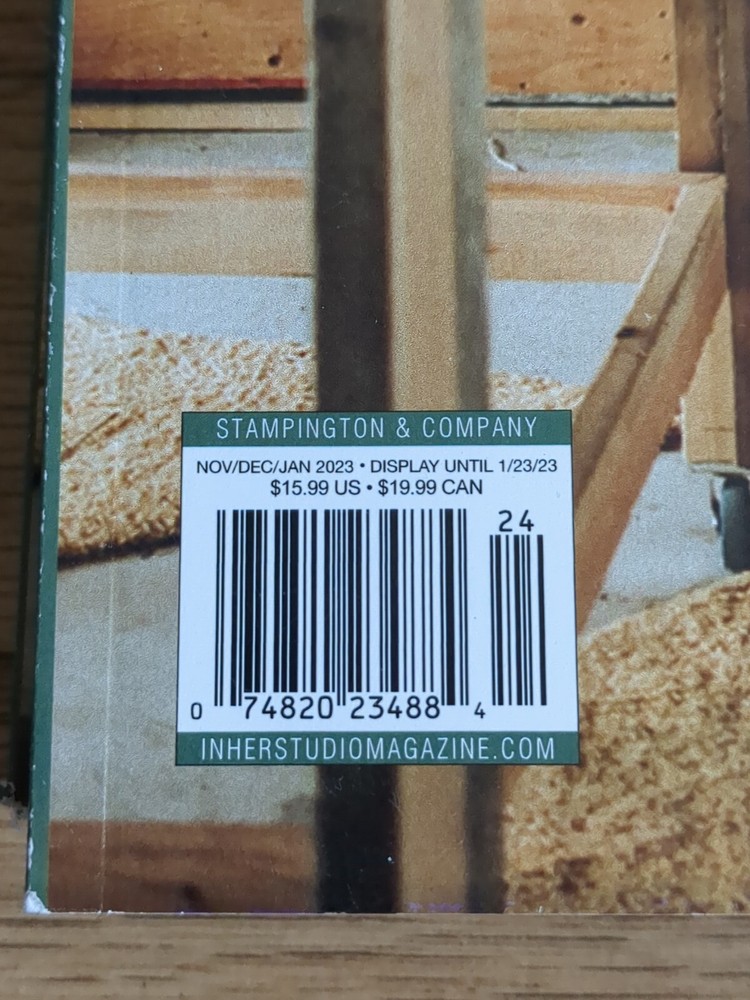 STAMPINGTON & COMPANY
NOV/DEC/JAN 2023 • DISPLAY UNTIL 1/23/23
$15.99 US • $19.99 CAN
24
0 74820 23488 4
INHERSTUDIOMAGAZINE.COM